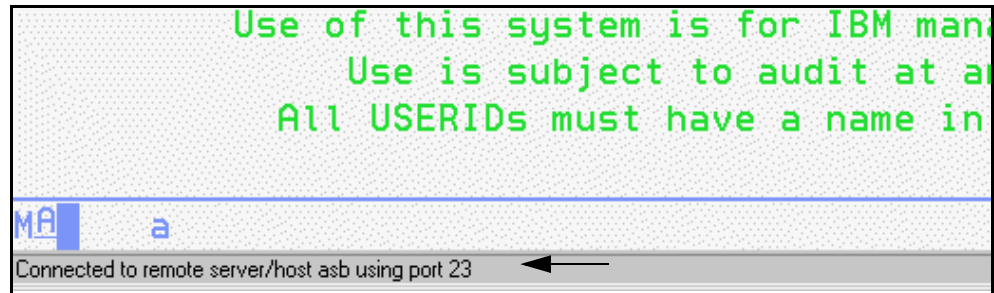 Use of this system is for IBM
Use is subject to audit at
All USERIDs must have a name in
MA a
Connected to remote server/host asb using port 23